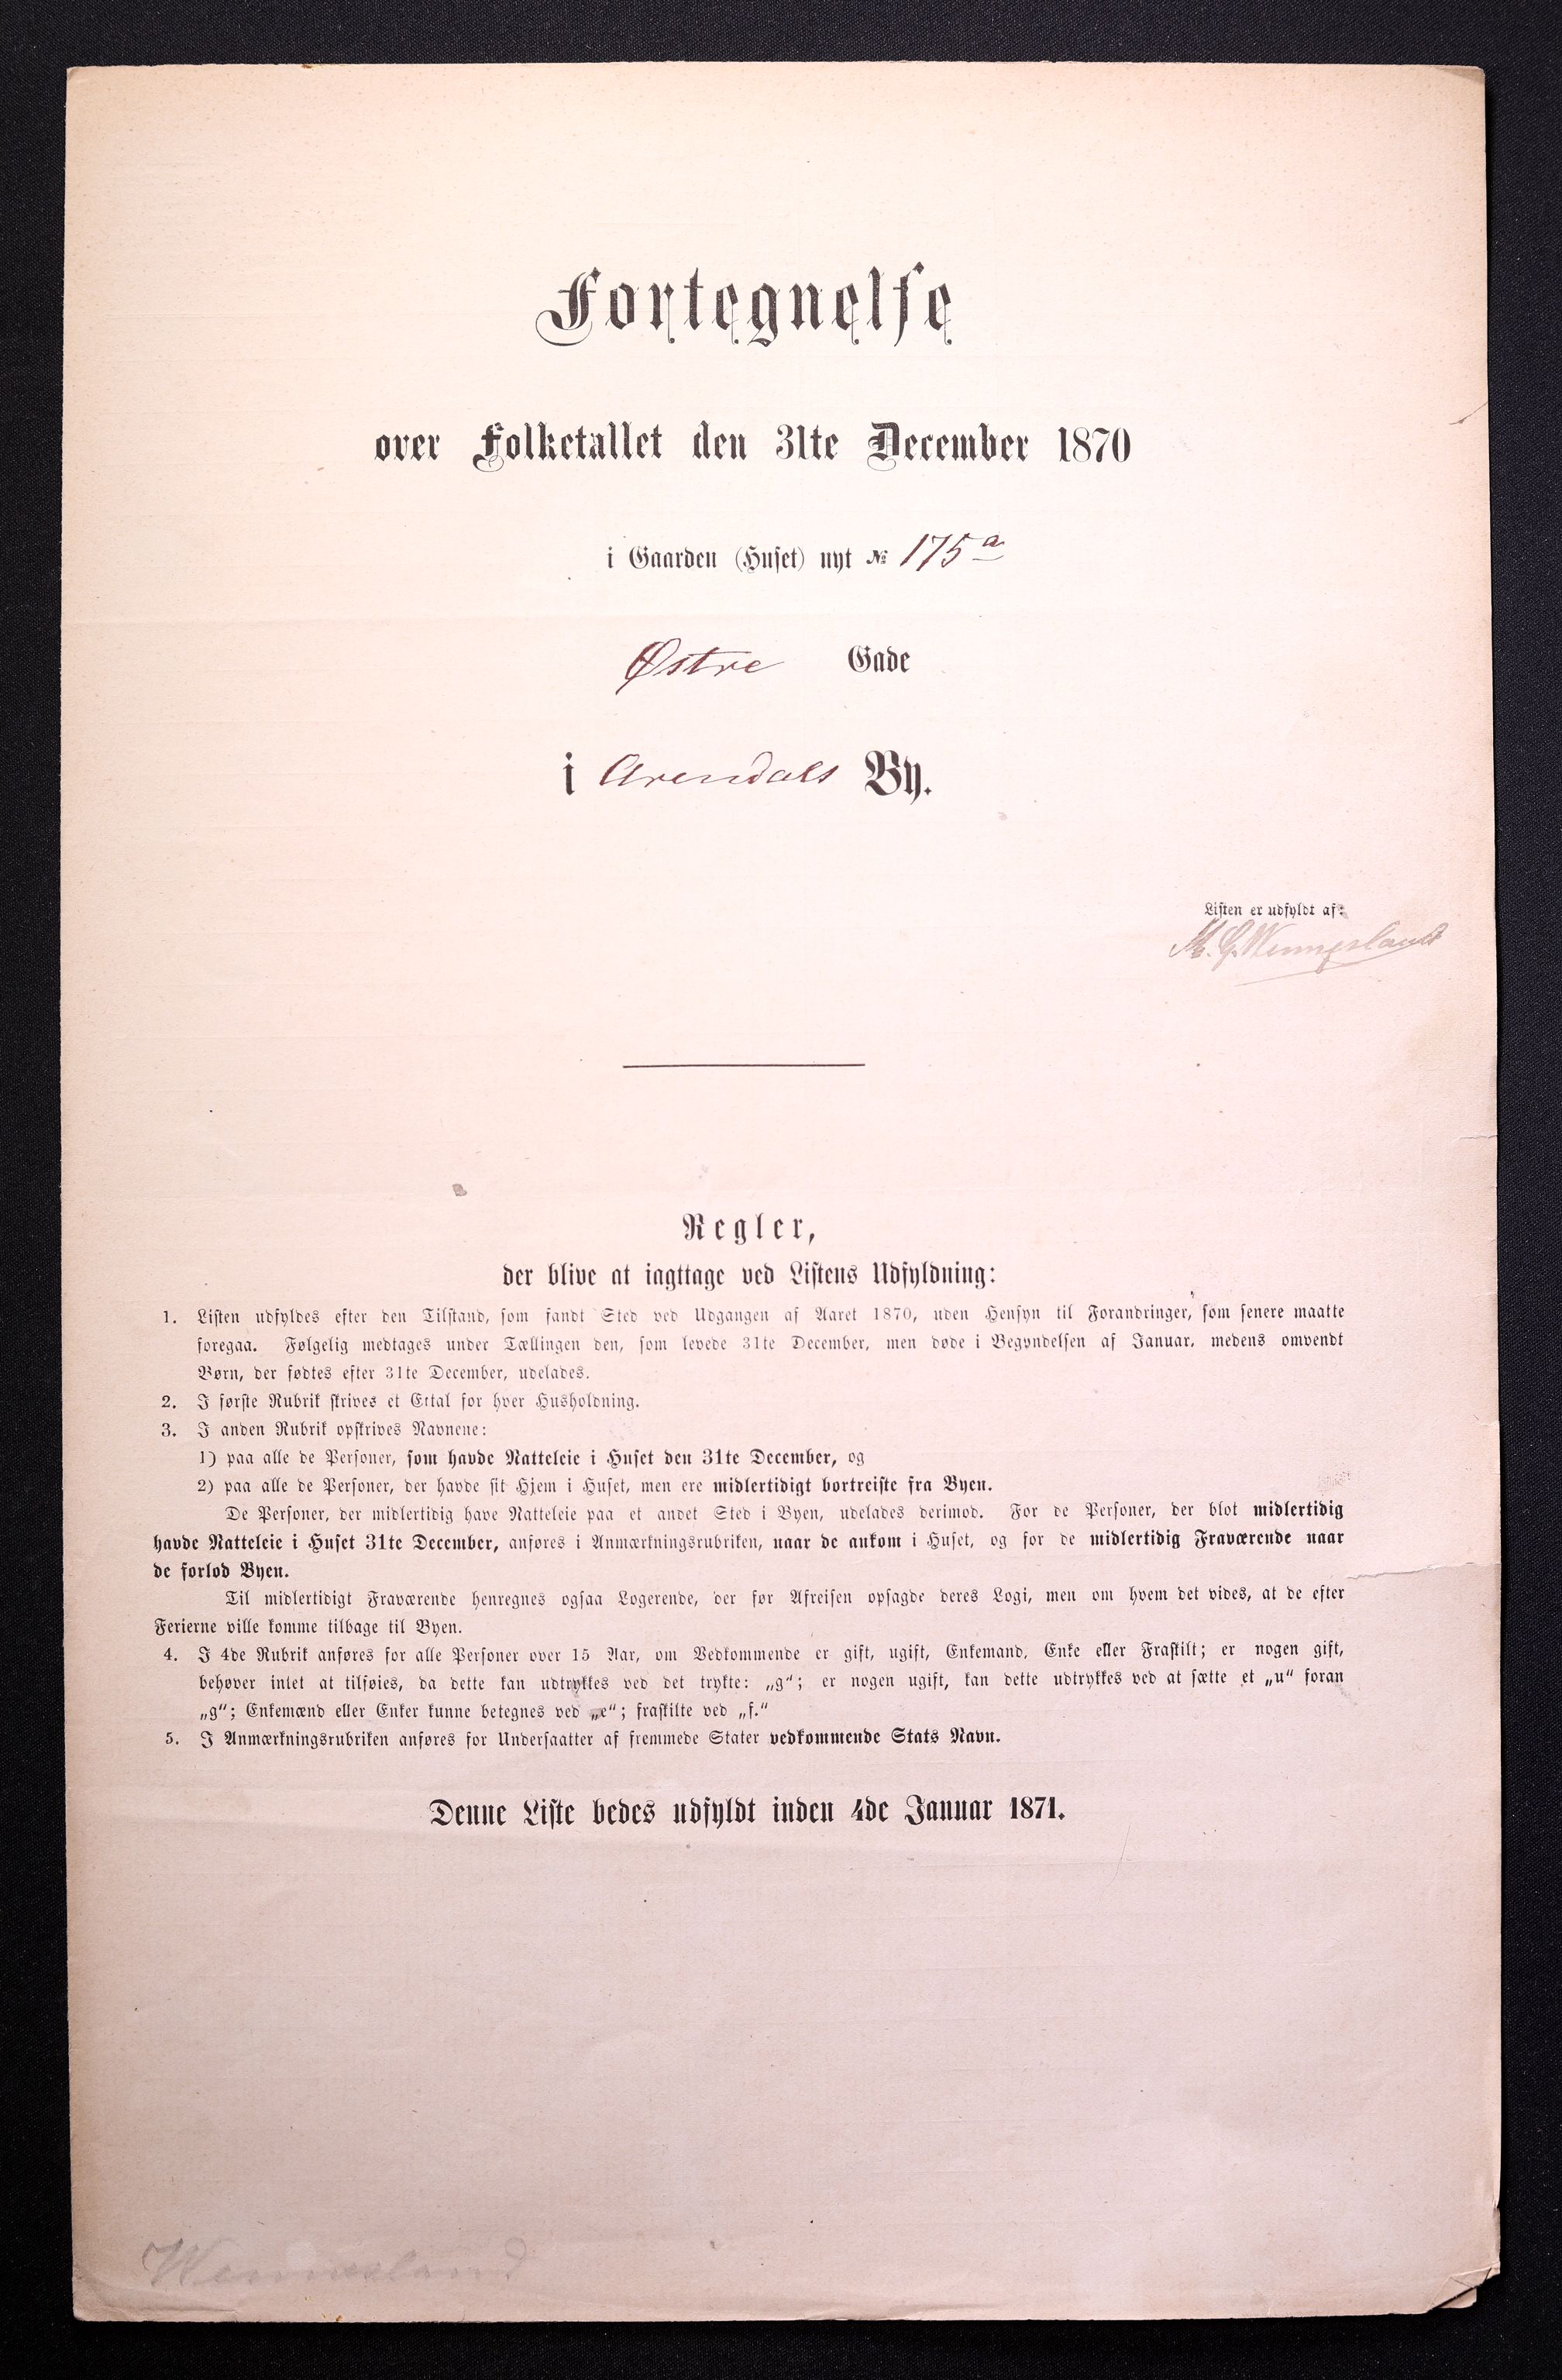 Fortegnelse
over Folketallet den 31te December 1870
i Gaarden (Huset) nyt № 175a
Østre Gade
i Arendals By.
Listen er udfyldt af:
M. G. Wennesland
Regler,
der blive at iagttage ved Listens Udfyldning:
1. Listen udfyldes efter den Tilstand, som fandt Sted ved Udgangen af Aaret 1870, uden Hensyn til Forandringer, som senere maatte
foregaa. Følgelig medtages under Tællingen den, som levede 31te December, men døde i Begyndelsen af Januar, medens omvendt
Børn, der fødtes efter 31te December, udelades.
2. I første Rubrik skrives et Ettal for hver Husholdning.
3. I anden Rubrik opskrives Navnene:
1) paa alle de Personer, som havde Natteleie i Huset den 31te December, og
2) paa alle de Personer, der havde sit Hjem i Huset, men ere midlertidigt bortreiste fra Byen.
De Personer, der midlertidig have Natteleie paa et andet Sted i Byen, udelades derimod. For de Personer, der blot midlertidig
havde Natteleie i Huset 31te December, anføres i Anmærkningsrubriken, naar de ankom i Huset, og for de midlertidig Fraværende naar
de forlod Byen.
Til midlertidigt Fraværende henregnes ogsaa Logerende, der før Afreisen opsagde deres Logi, men om hvem det vides, at de efter
Ferierne ville komme tilbage til Byen.
4. I 4de Rubrik anføres for alle Personer over 15 Aar, om Vedkommende er gift, ugift, Enkemand, Enke eller Fraskilt; er nogen gift,
behøver intet at tilføies, da dette kan udtrykkes ved det trykte: „g“; er nogen ugift, kan dette udtrykkes ved at sætte et „u“ foran
„g“; Enkemænd eller Enker kunne betegnes ved „e“; fraskilte ved „f.“
5. I Anmærkningsrubriken anføres for Undersaatter af fremmede Stater vedkommende Stats Navn.
Denne Liste bedes udfyldt inden 4de Januar 1871.
Wennesland